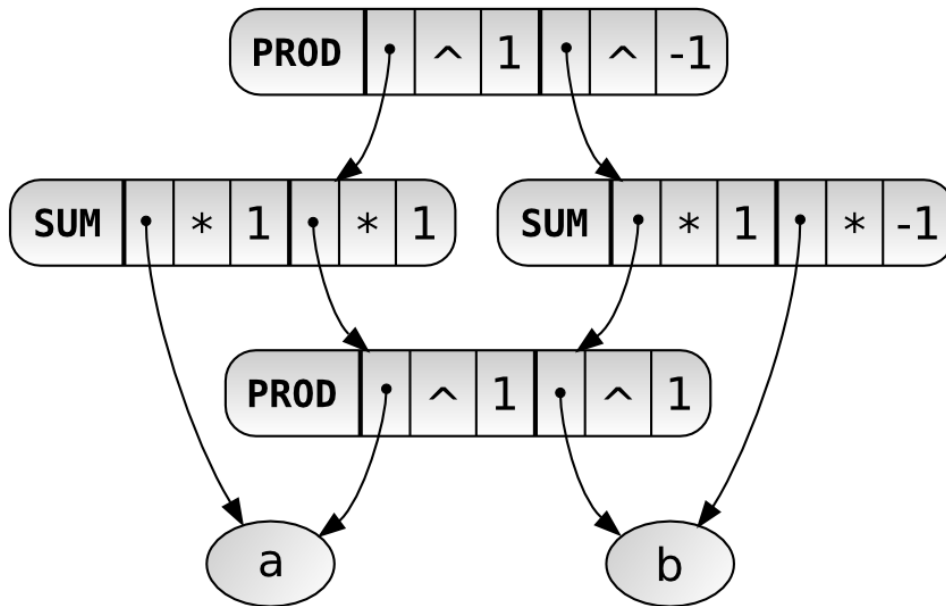 PROD ^ 1 ^ -1
SUM * 1 * 1
SUM * 1 * -1
PROD ^ 1 ^ 1
a
b